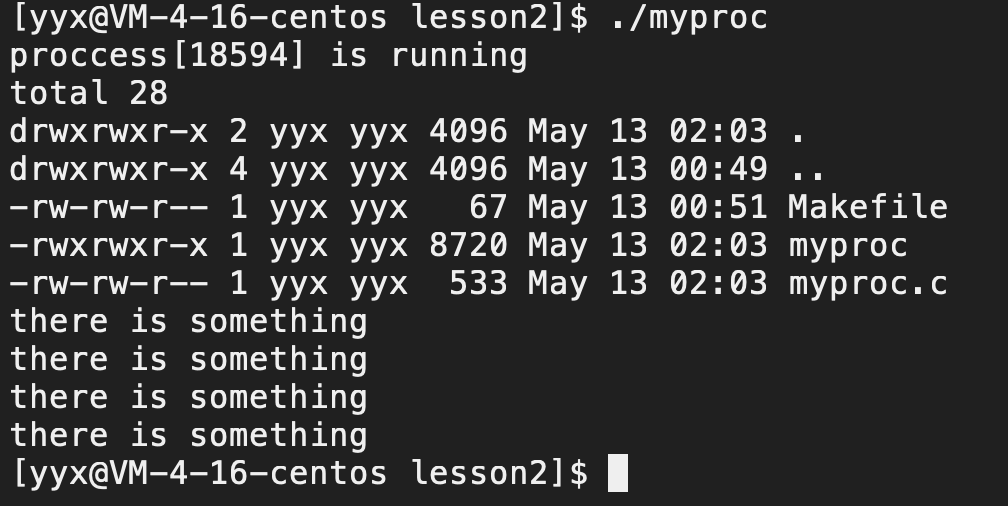 [yyx@VM-4-16-centos lesson2]$ ./myproc
proccess[18594] is running
total 28
drwxrwxr-x 2 yyx yyx 4096 May 13 02:03 .
drwxrwxr-x 4 yyx yyx 4096 May 13 00:49 ..
-rw-rw-r-- 1 yyx yyx   67 May 13 00:51 Makefile
-rwxrwxr-x 1 yyx yyx 8720 May 13 02:03 myproc
-rw-rw-r-- 1 yyx yyx  533 May 13 02:03 myproc.c
there is something
there is something
there is something
there is something
[yyx@VM-4-16-centos lesson2]$